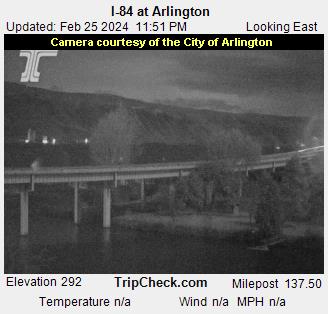 I-84 at Arlington
Updated: Feb 25 2024 11:51 PM Looking East
Camera courtesy of the City of Arlington
Elevation 292 TripCheck.com Milepost 137.50
Temperature n/a Wind n/a MPH n/a